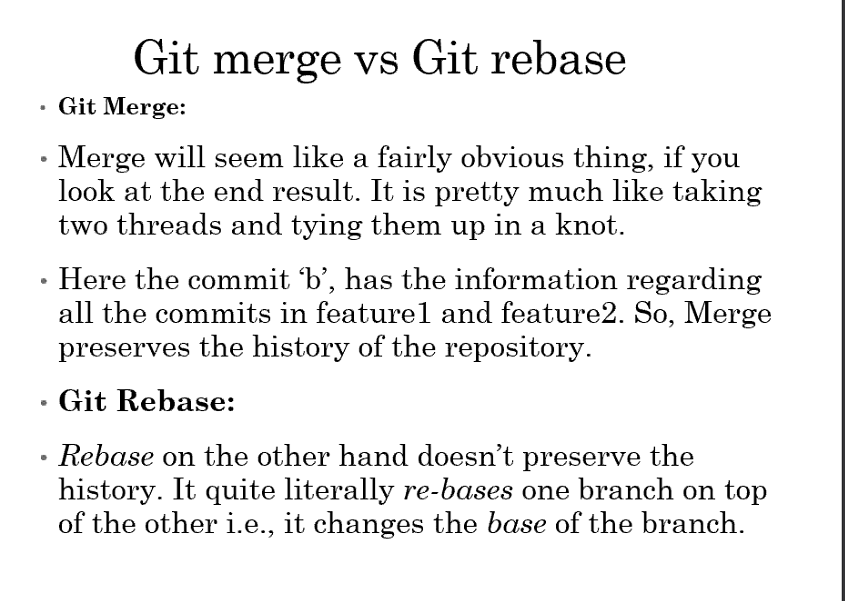 Git merge vs Git rebase
• Git Merge:
• Merge will seem like a fairly obvious thing, if you
look at the end result. It is pretty much like taking
two threads and tying them up in a knot.
• Here the commit ‘b’, has the information regarding
all the commits in feature1 and feature2. So, Merge
preserves the history of the repository.
• Git Rebase:
• Rebase on the other hand doesn’t preserve the
history. It quite literally re-bases one branch on top
of the other i.e., it changes the base of the branch.